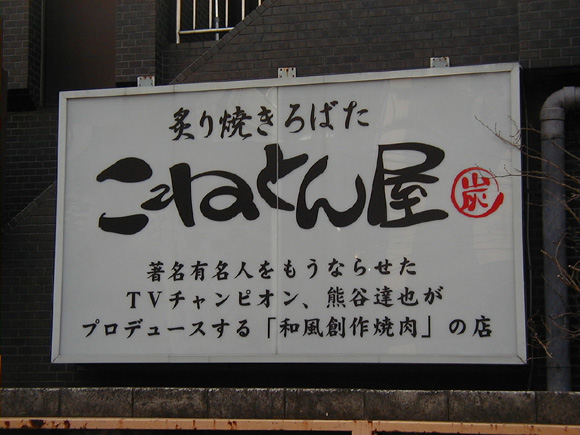 炙り焼きろばた
こねとん屋
炭
著名有名人をもうならせた
TVチャンピオン、熊谷達也が
プロデュースする「和風創作焼肉」の店